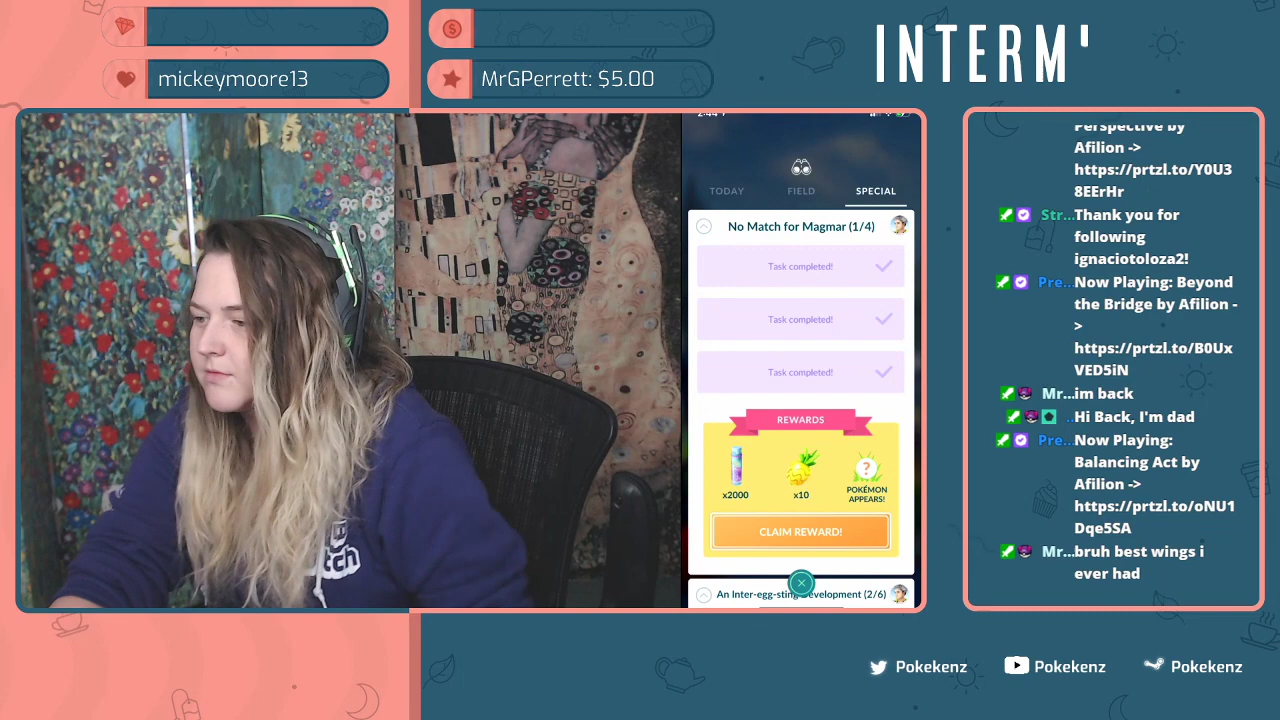 INTERM'
mickeymoore13
MrGPerrett: $5.00
2:44
TODAY
FIELD
SPECIAL
No Match for Magmar (1/4)
Task completed!
Task completed!
Task completed!
REWARDS
x2000
x10
?
POKÉMON
APPEARS!
CLAIM REWARD!
An Inter-egg-sting Development (2/6)
Perspective by
Afilion ->
https://prtzl.to/Y0U3
8EErHr
Str...Thank you for
following
ignaciotoloza2!
Pre...Now Playing: Beyond
the Bridge by Afilion -
>
https://prtzl.to/B0Ux
VED5iN
Mr...im back
..Hi Back, I'm dad
Pre...Now Playing:
Balancing Act by
Afilion ->
https://prtzl.to/oNU1
Dqe5SA
Mr...bruh best wings i
ever had
Pokekenz
Pokekenz
Pokekenz